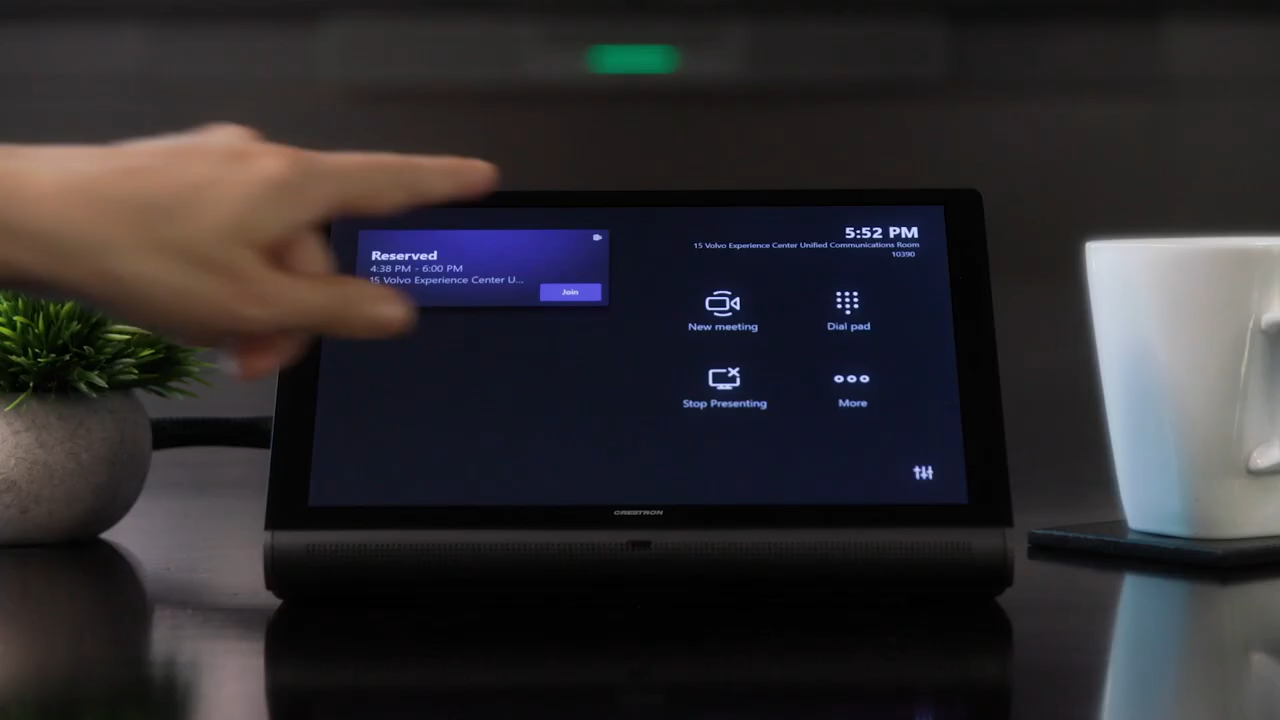 Reserved
4:38 PM - 6:00 PM
15 Volvo Experience Center U...
Join
5:52 PM
15 Volvo Experience Center Unified Communications Room
10390
New meeting
Dial pad
Stop Presenting
More
CRESTRON